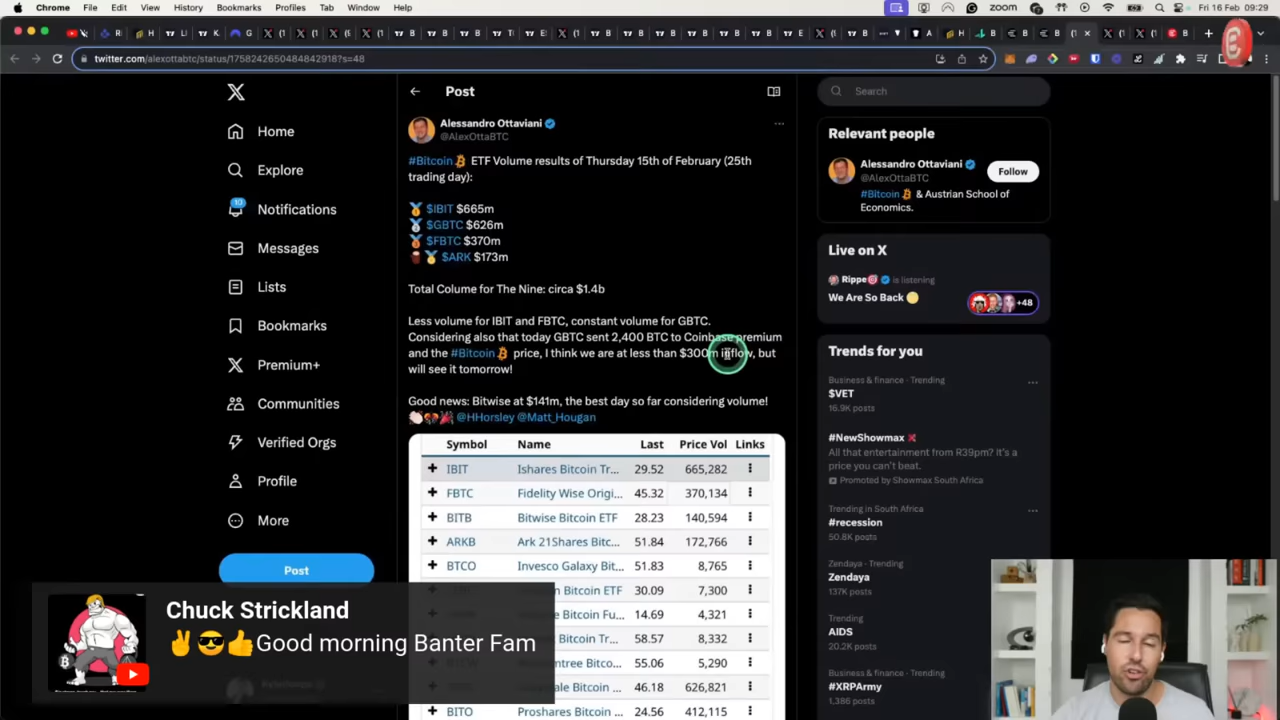 Chrome File Edit View History Bookmarks Profiles Tab Window Help
zoom
Fri 16 Feb 09:29
twitter.com/alexottabtc/status/1758242650484842918?s=48
Home
Explore
10
Notifications
Messages
Lists
Bookmarks
Premium+
Communities
Verified Orgs
Profile
More
Post
Post
Alessandro Ottaviani
@AlexOttaBTC
#Bitcoin ETF Volume results of Thursday 15th of February (25th
trading day):
🥇 $IBIT $665m
🥈 $GBTC $626m
🥉 $FBTC $370m
$ARK $173m
Total Colume for The Nine: circa $1.4b
Less volume for IBIT and FBTC, constant volume for GBTC.
Considering also that today GBTC sent 2,400 BTC to Coinbase premium
and the #Bitcoin price, I think we are at less than $300m inflow, but
will see it tomorrow!
Good news: Bitwise at $141m, the best day so far considering volume!
@HHorsley @Matt_Hougan
Symbol Name Last Price Vol Links
IBIT Ishares Bitcoin Tr... 29.52 665,282
FBTC Fidelity Wise Origi... 45.32 370,134
BITB Bitwise Bitcoin ETF 28.23 140,594
ARKB Ark 21Shares Bitc... 51.84 172,766
BTCO Invesco Galaxy Bit... 51.83 8,765
Bitcoin ETF 30.09 7,300
Bitcoin Fu... 14.69 4,321
Bitcoin Tr... 58.57 8,332
Bitco... 55.06 5,290
Bitcoin ... 46.18 626,821
BITO Proshares Bitcoin ... 24.56 412,115
Search
Relevant people
Alessandro Ottaviani
@AlexOttaBTC
Follow
#Bitcoin & Austrian School of
Economics.
Live on X
Rippe is listening
We Are So Back
+48
Trends for you
Business & finance · Trending
$VET
16.9K posts
#NewShowmax
All that entertainment from R39pm? It's a
price you can't beat.
Promoted by Showmax South Africa
Trending in South Africa
#recession
50.8K posts
Zendaya · Trending
Zendaya
137K posts
Trending
AIDS
20.2K posts
Business & finance · Trending
#XRPArmy
1,386 posts
Chuck Strickland
✌😎👍Good morning Banter Fam